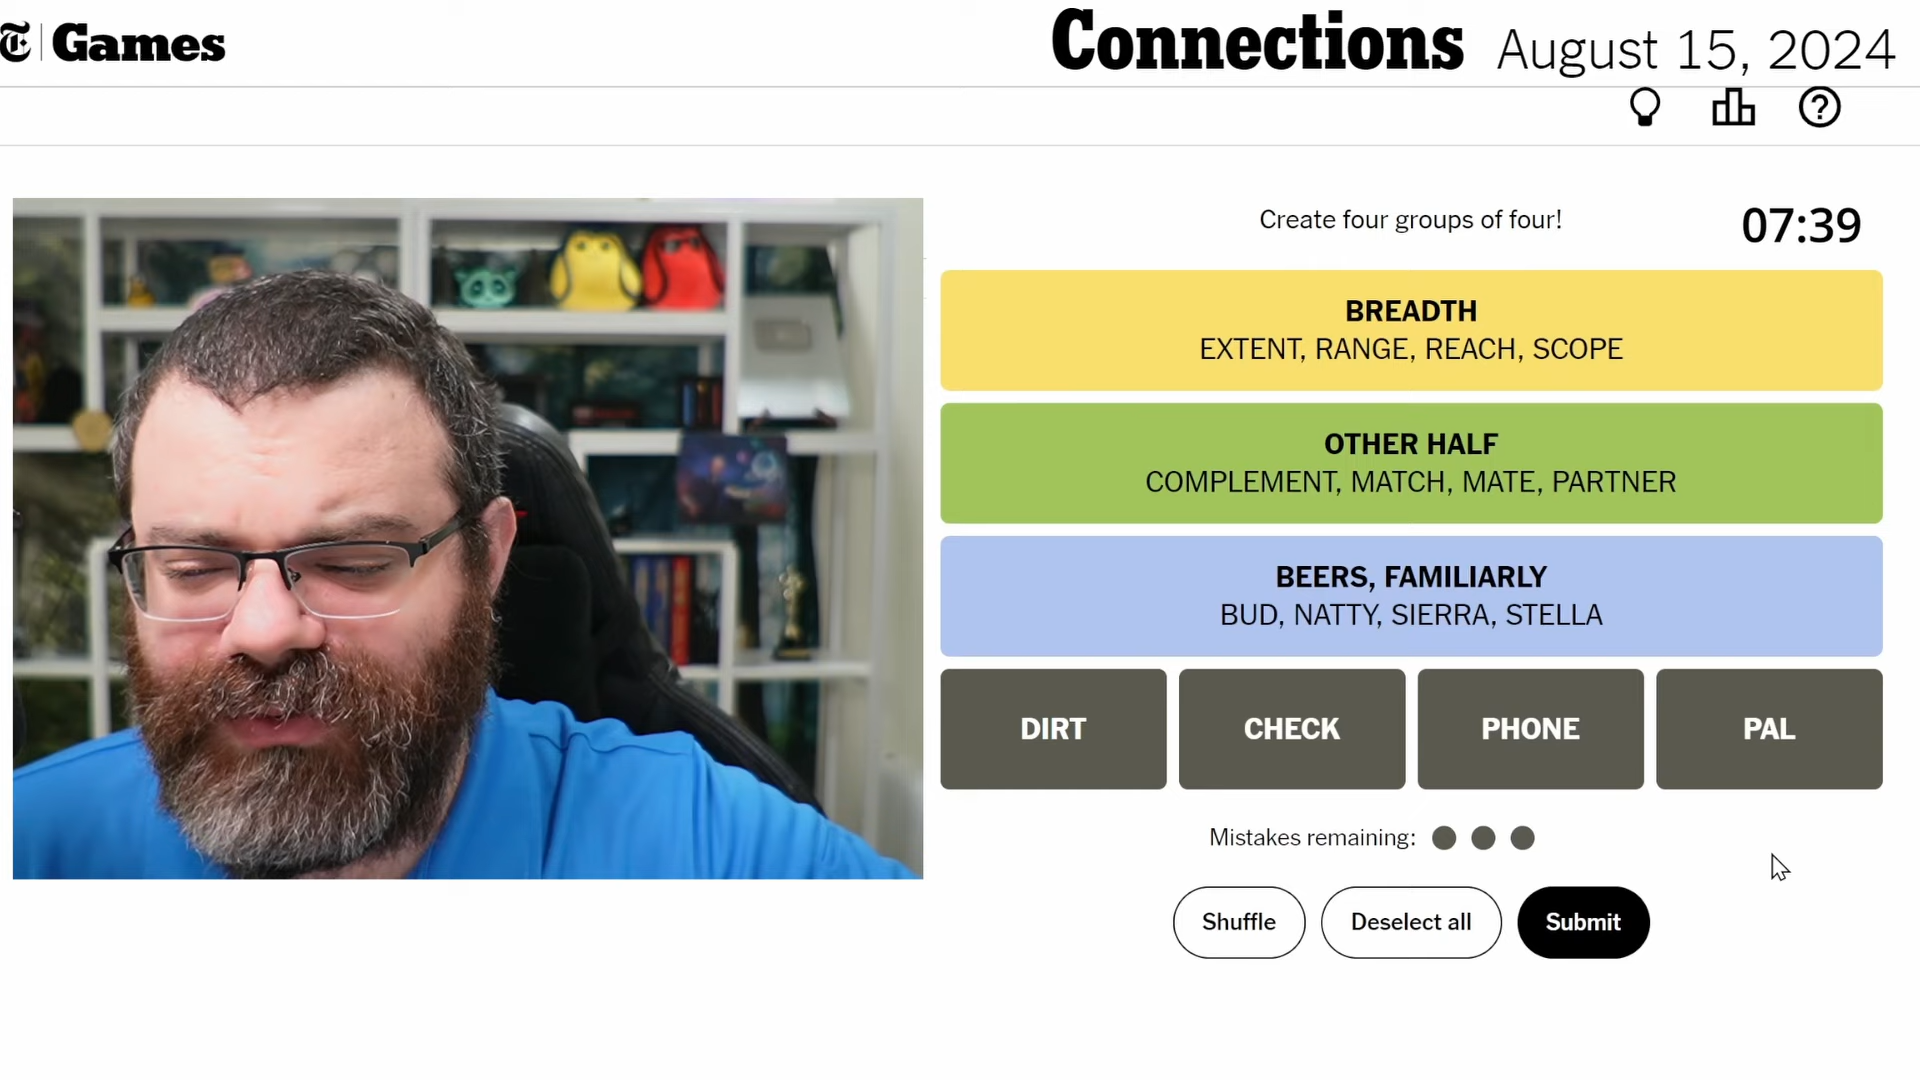 Games
Connections August 15, 2024
Create four groups of four!
07:39
BREADTH
EXTENT, RANGE, REACH, SCOPE
OTHER HALF
COMPLEMENT, MATCH, MATE, PARTNER
BEERS, FAMILIARLY
BUD, NATTY, SIERRA, STELLA
DIRT CHECK PHONE PAL
Mistakes remaining:
Shuffle Deselect all Submit